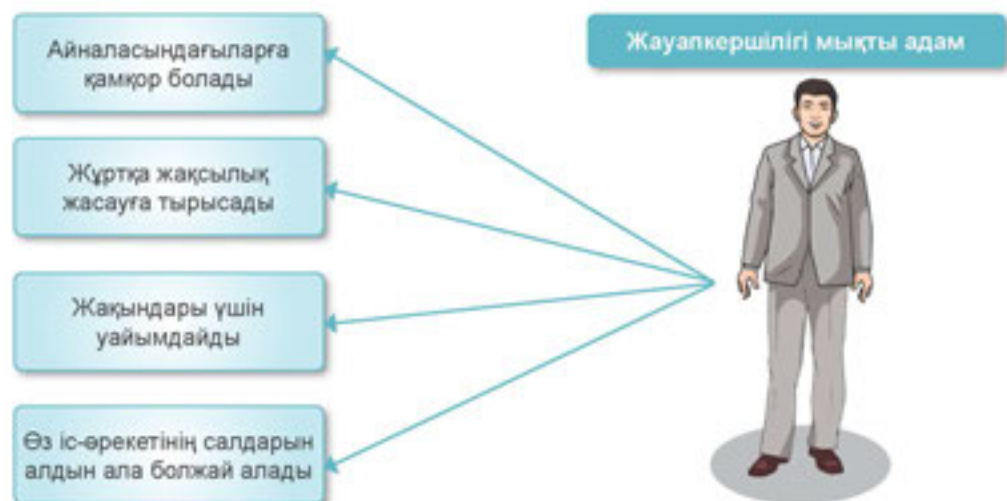 Жауапкершілігі мықты адам
Айналасындағыларға
қамқор болады
Жұртқа жақсылық
жасауға тырысады
Жақындары үшін
уайымдайды
Өз іс-әрекетінің салдарын
алдын ала болжай алады